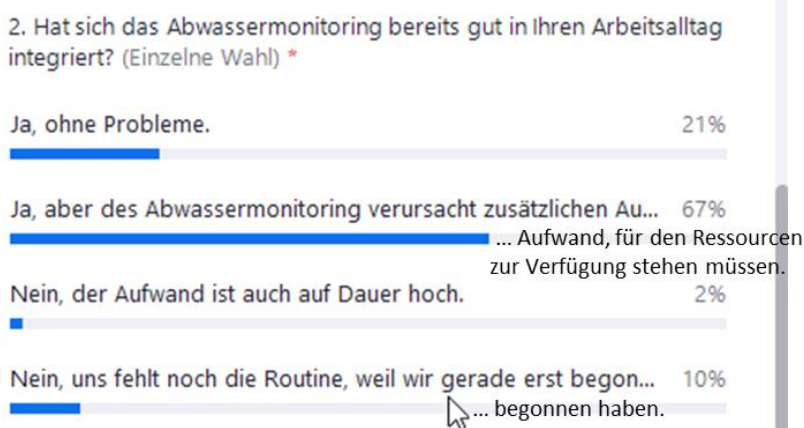 2. Hat sich das Abwassermonitoring bereits gut in Ihren Arbeitsalltag
integriert? (Einzelne Wahl) *
Ja, ohne Probleme. 21%
Ja, aber des Abwassermonitoring verursacht zusätzlichen Au... 67%
... Aufwand, für den Ressourcen
zur Verfügung stehen müssen.
Nein, der Aufwand ist auch auf Dauer hoch. 2%
Nein, uns fehlt noch die Routine, weil wir gerade erst begon... 10%
... begonnen haben.